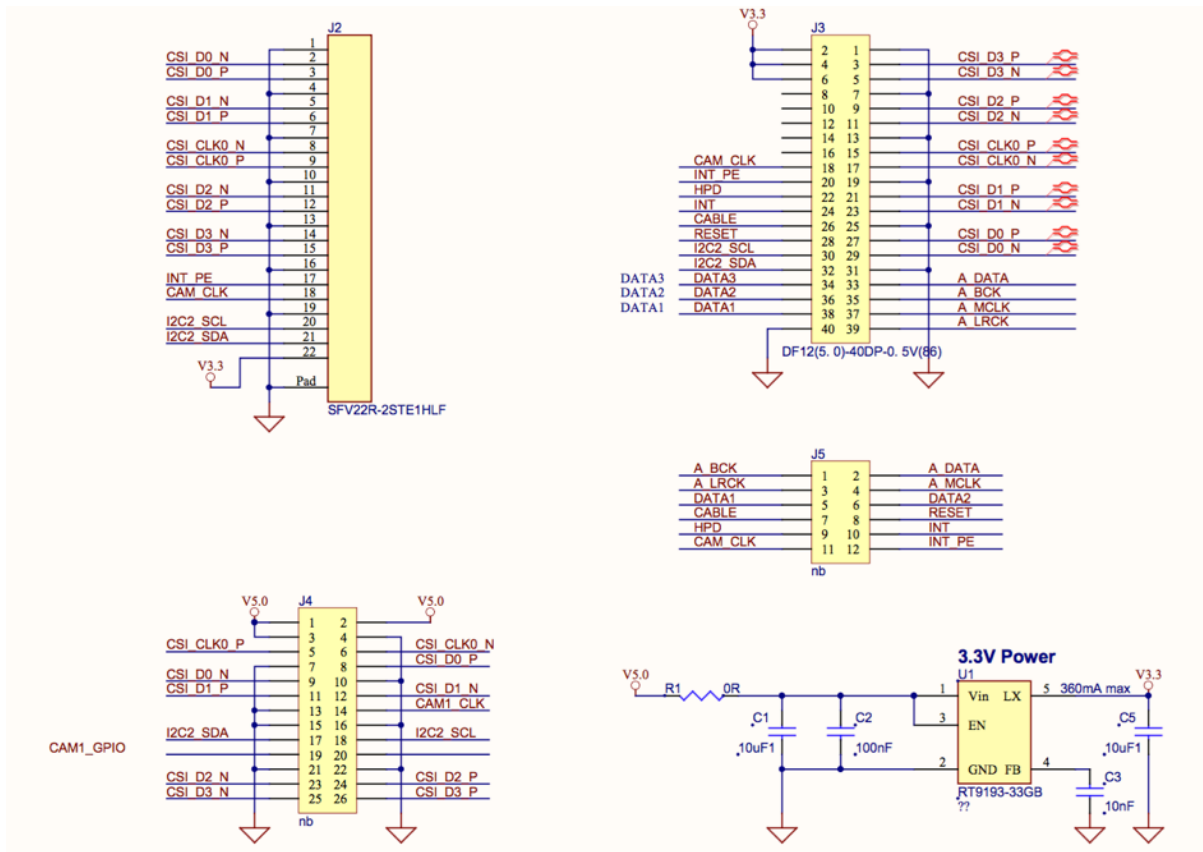 J2
1
CSI_D0_N 2
CSI_D0_P 3
4
CSI_D1_N 5
CSI_D1_P 6
7
CSI_CLK0_N 8
CSI_CLK0_P 9
10
CSI_D2_N 11
CSI_D2_P 12
13
CSI_D3_N 14
CSI_D3_P 15
16
INT_PE 17
CAM_CLK 18
19
I2C2_SCL 20
I2C2_SDA 21
22
V3.3
Pad
SFV22R-2STE1HLF
V3.3
J3
2 1
4 3 CSI_D3_P
6 5 CSI_D3_N
8 7
10 9 CSI_D2_P
12 11 CSI_D2_N
14 13
16 15 CSI_CLK0_P
CAM_CLK 18 17 CSI_CLK0_N
INT_PE 20 19
HPD 22 21 CSI_D1_P
INT 24 23 CSI_D1_N
CABLE 26 25
RESET 28 27 CSI_D0_P
I2C2_SCL 30 29 CSI_D0_N
I2C2_SDA 32 31
DATA3 DATA3 34 33 A_DATA
DATA2 DATA2 36 35 A_BCK
DATA1 DATA1 38 37 A_MCLK
40 39 A_LRCK
DF12(5. 0)-40DP-0. 5V(86)
J5
A_BCK 1 2 A_DATA
A_LRCK 3 4 A_MCLK
DATA1 5 6 DATA2
CABLE 7 8 RESET
HPD 9 10 INT
CAM_CLK 11 12 INT_PE
nb
V5.0 J4 V5.0
1 2
3 4
CSI_CLK0_P 5 6 CSI_CLK0_N
7 8 CSI_D0_P
CSI_D0_N 9 10
CSI_D1_P 11 12 CSI_D1_N
13 14 CAM1_CLK
15 16
I2C2_SDA 17 18 I2C2_SCL
CAM1_GPIO 19 20
21 22
CSI_D2_N 23 24 CSI_D2_P
CSI_D3_N 25 26 CSI_D3_P
nb
3.3V Power
V5.0 R1 0R
U1
1 Vin LX 5 360mA max V3.3
3 EN
2 GND FB 4
C1
10uF1
C2
100nF
C5
10uF1
C3
10nF
RT9193-33GB
??